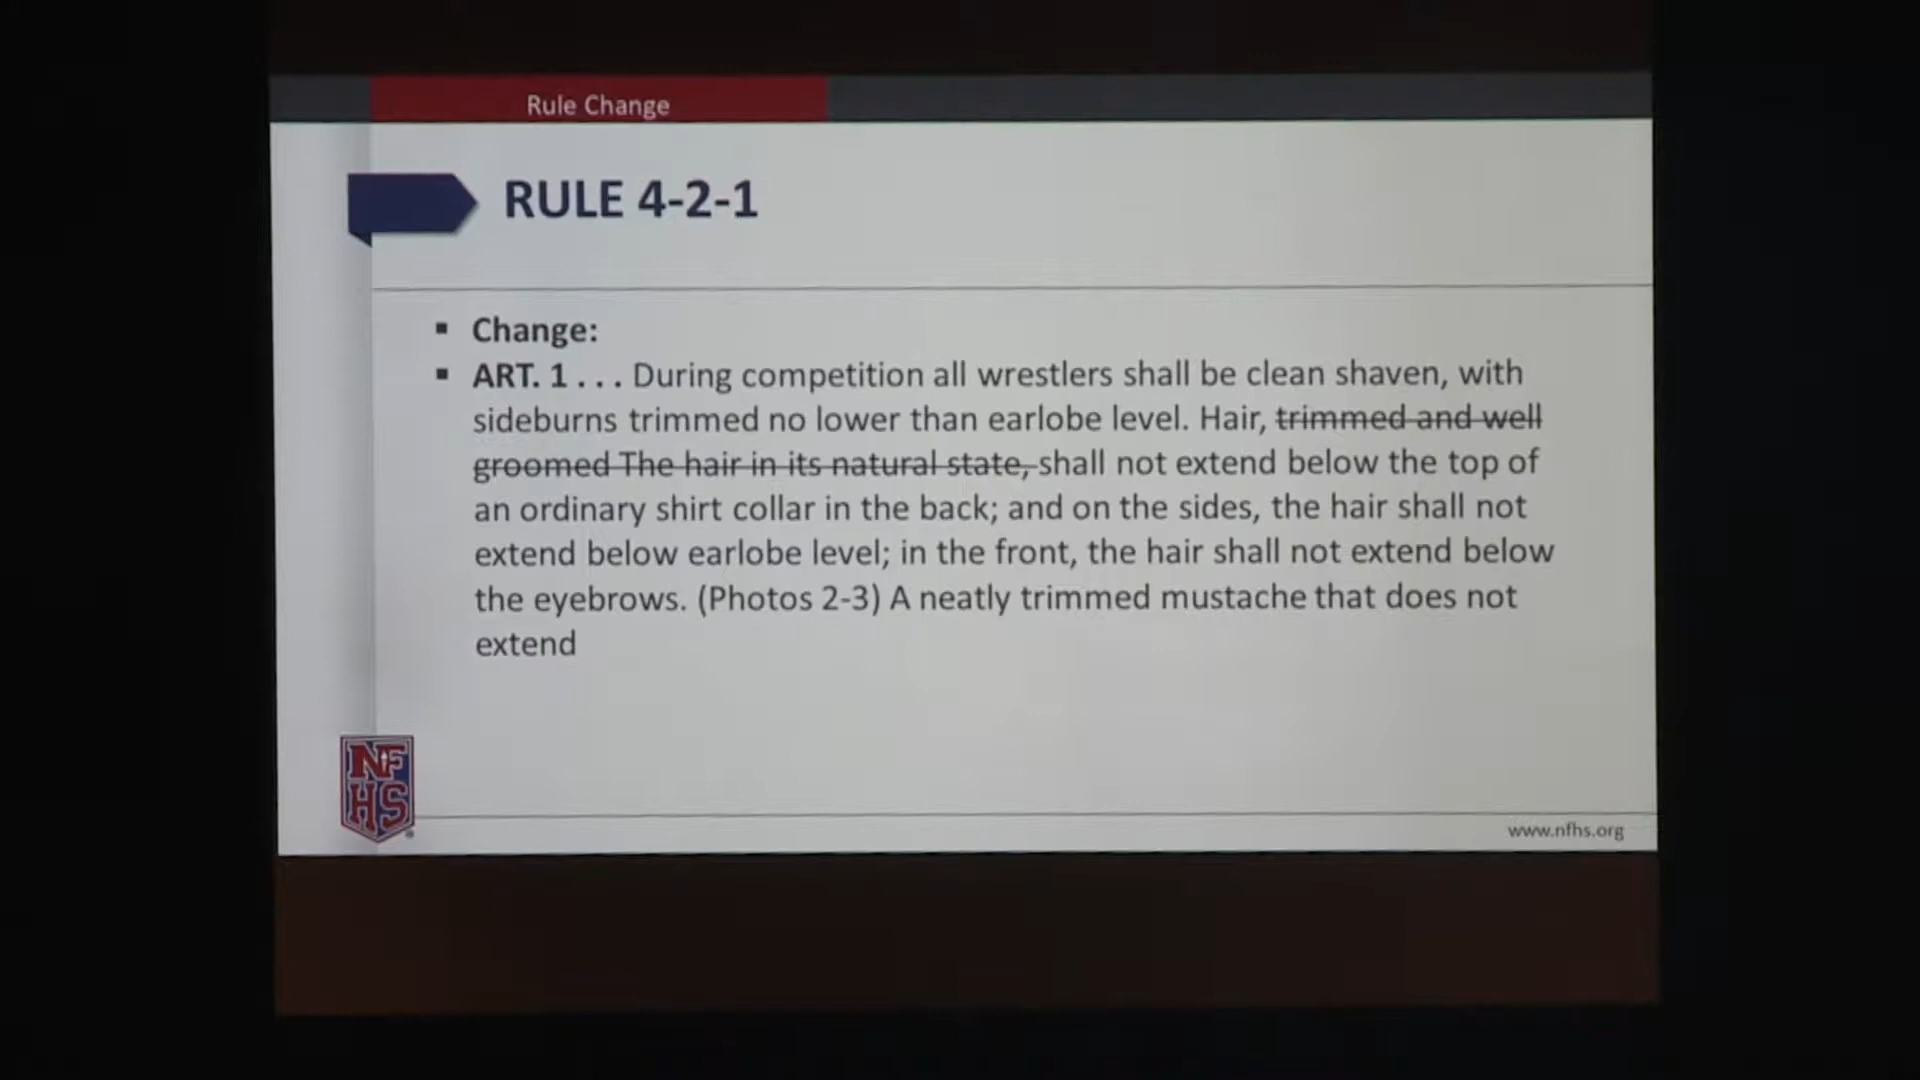 Rule Change
RULE 4-2-1
▪ Change:
▪ ART. 1 . . . During competition all wrestlers shall be clean shaven, with
sideburns trimmed no lower than earlobe level. Hair, trimmed and well
groomed The hair in its natural state, shall not extend below the top of
an ordinary shirt collar in the back; and on the sides, the hair shall not
extend below earlobe level; in the front, the hair shall not extend below
the eyebrows. (Photos 2-3) A neatly trimmed mustache that does not
extend
NF
HS
®
www.nfhs.org